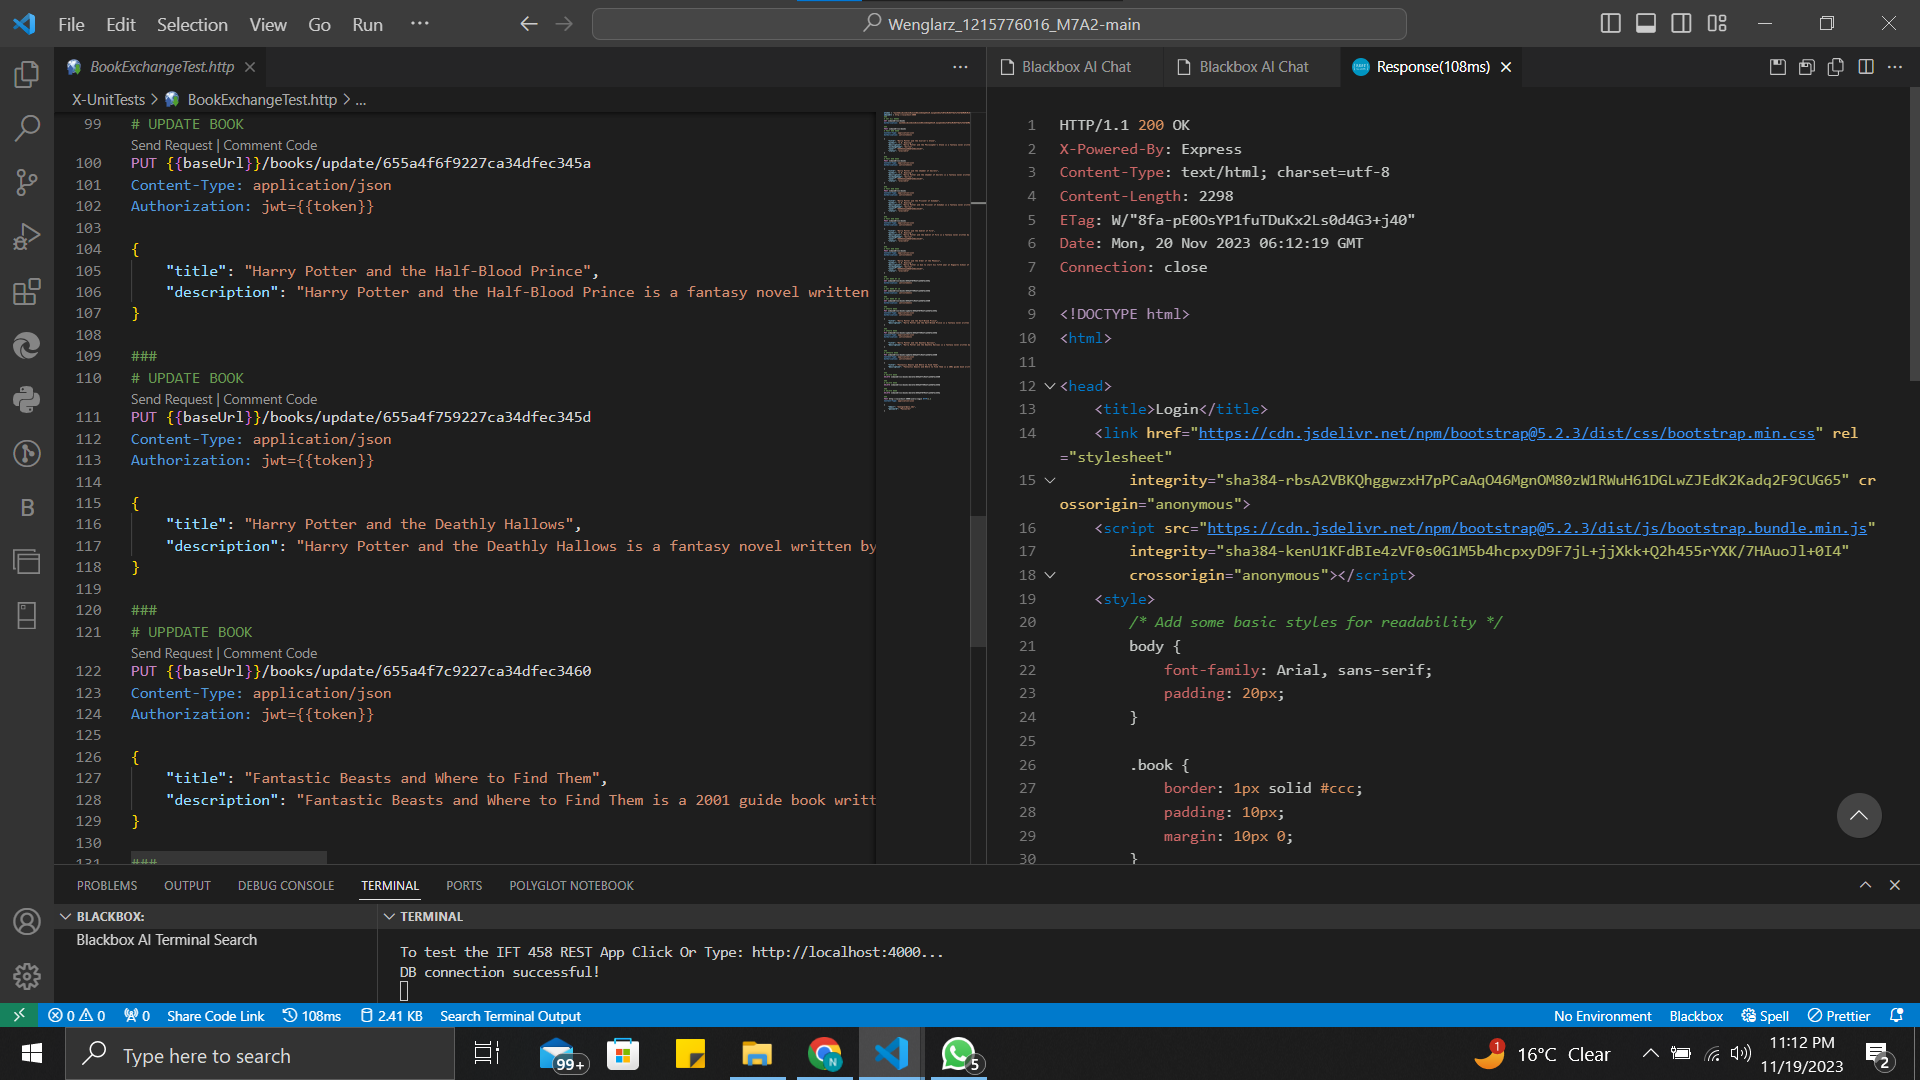 File Edit Selection View Go Run ...
Wenglarz_1215776016_M7A2-main
BookExchangeTest.http
Blackbox AI Chat
Blackbox AI Chat
Response(108ms)
X-UnitTests > BookExchangeTest.http > ...
99 # UPDATE BOOK
Send Request | Comment Code
100 PUT {{baseUrl}}/books/update/655a4f6f9227ca34dfec345a
101 Content-Type: application/json
102 Authorization: jwt={{token}}
103
104 {
105 "title": "Harry Potter and the Half-Blood Prince",
106 "description": "Harry Potter and the Half-Blood Prince is a fantasy novel written
107 }
108
109 ###
110 # UPDATE BOOK
Send Request | Comment Code
111 PUT {{baseUrl}}/books/update/655a4f759227ca34dfec345d
112 Content-Type: application/json
113 Authorization: jwt={{token}}
114
115 {
116 "title": "Harry Potter and the Deathly Hallows",
117 "description": "Harry Potter and the Deathly Hallows is a fantasy novel written by
118 }
119
120 ###
121 # UPPDATE BOOK
Send Request | Comment Code
122 PUT {{baseUrl}}/books/update/655a4f7c9227ca34dfec3460
123 Content-Type: application/json
124 Authorization: jwt={{token}}
125
126 {
127 "title": "Fantastic Beasts and Where to Find Them",
128 "description": "Fantastic Beasts and Where to Find Them is a 2001 guide book writt
129 }
130
131 ###
1 HTTP/1.1 200 OK
2 X-Powered-By: Express
3 Content-Type: text/html; charset=utf-8
4 Content-Length: 2298
5 ETag: W/"8fa-pE0OsYP1fuTDuKx2Ls0d4G3+j40"
6 Date: Mon, 20 Nov 2023 06:12:19 GMT
7 Connection: close
8
9 <!DOCTYPE html>
10 <html>
11
12 <head>
13 <title>Login</title>
14 <link href="https://cdn.jsdelivr.net/npm/bootstrap@5.2.3/dist/css/bootstrap.min.css" rel
="stylesheet"
15 integrity="sha384-rbsA2VBKQhggwzxH7pPCaAqO46MgnOM80zW1RWuH61DGLwZJEdK2Kadq2F9CUG65" cr
ossorigin="anonymous">
16 <script src="https://cdn.jsdelivr.net/npm/bootstrap@5.2.3/dist/js/bootstrap.bundle.min.js"
17 integrity="sha384-kenU1KFdBIe4zVF0s0G1M5b4hcpxyD9F7jL+jjXkk+Q2h455rYXK/7HAuoJl+0I4"
18 crossorigin="anonymous"></script>
19 <style>
20 /* Add some basic styles for readability */
21 body {
22 font-family: Arial, sans-serif;
23 padding: 20px;
24 }
25
26 .book {
27 border: 1px solid #ccc;
28 padding: 10px;
29 margin: 10px 0;
30 }
PROBLEMS OUTPUT DEBUG CONSOLE TERMINAL PORTS POLYGLOT NOTEBOOK
BLACKBOX:
Blackbox AI Terminal Search
TERMINAL
To test the IFT 458 REST App Click Or Type: http://localhost:4000...
DB connection successful!
0 0 0 Share Code Link 108ms 2.41 KB Search Terminal Output
No Environment Blackbox Spell Prettier
Type here to search
99+
N
5
1
16°C Clear
11:12 PM
11/19/2023
2